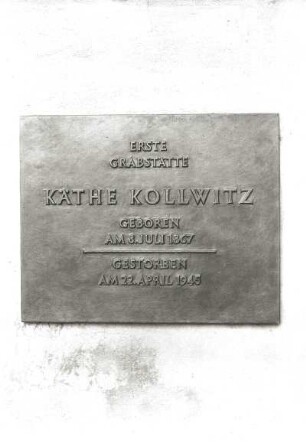 ERSTE
GRABSTÄTTE
KÄTHE KOLLWITZ
GEBOREN
AM 8. JULI 1867
GESTORBEN
AM 22. APRIL 1945